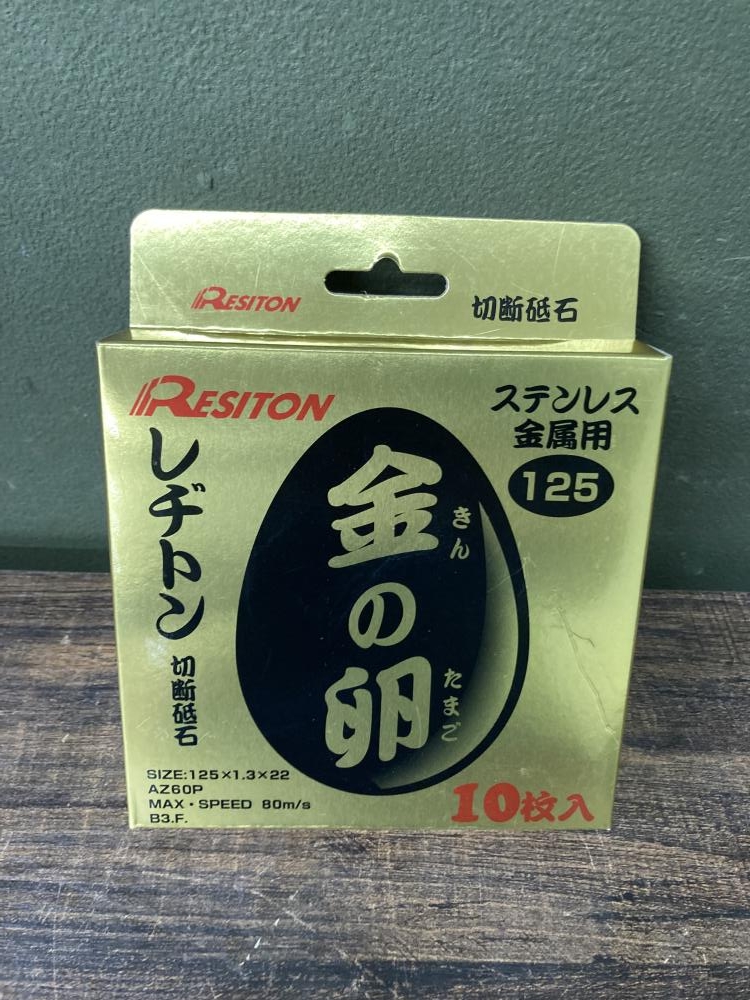 RESITON
切断砥石
RESITON
レヂトン
切断砥石
ステンレス
金属用
125
金の卵
きん
たまご
SIZE:125×1.3×22
AZ60P
MAX・SPEED 80m/s
B3.F.
10枚入